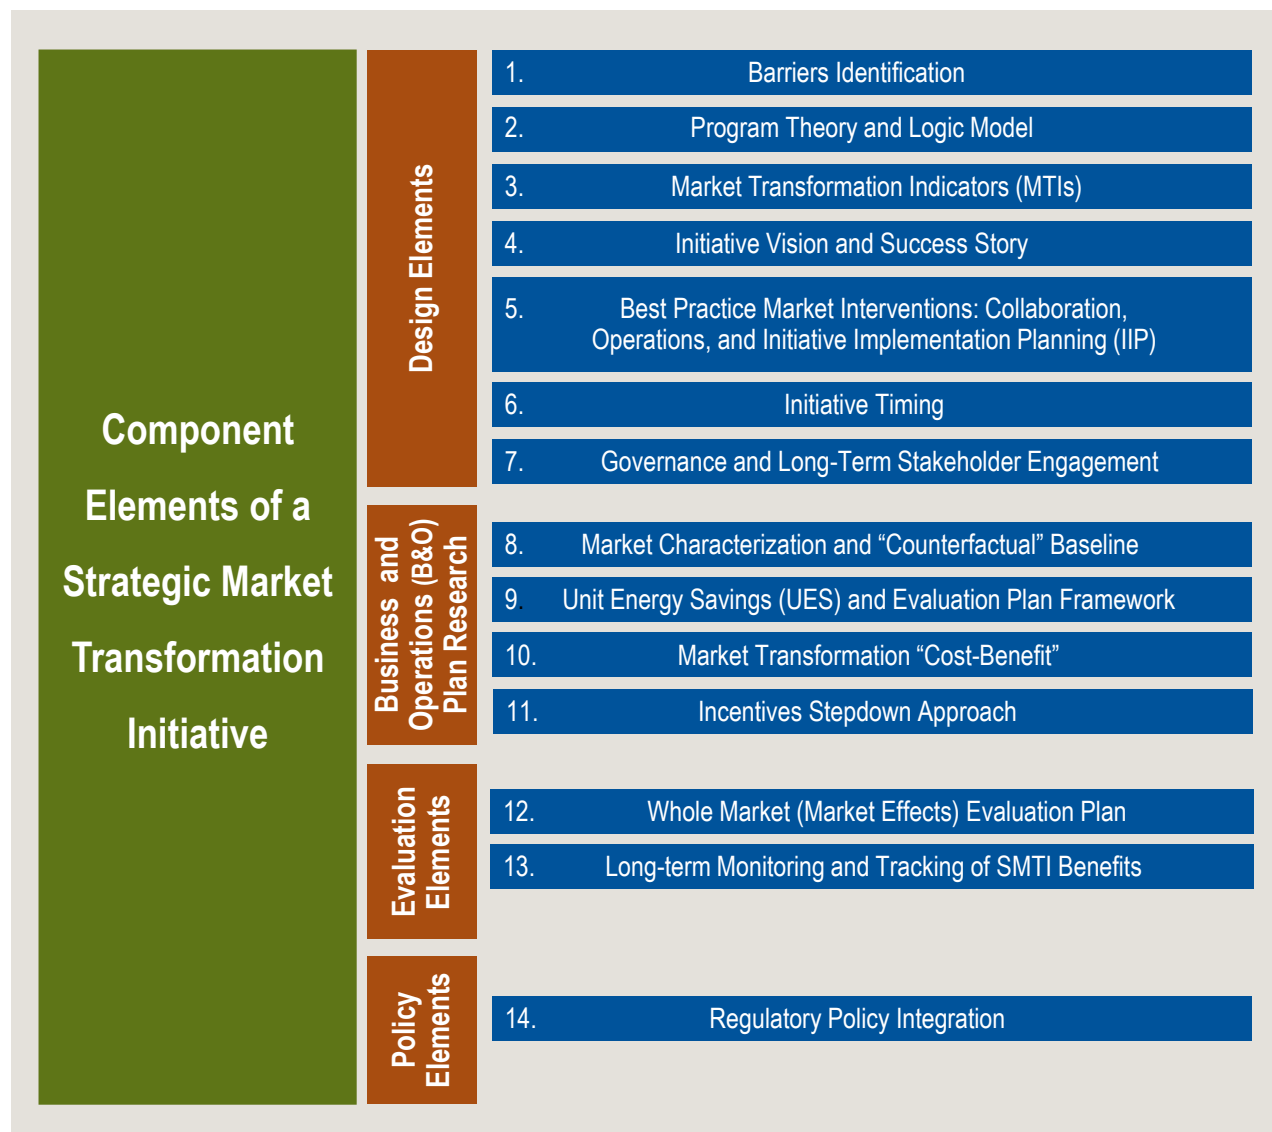 Component
Elements of a
Strategic Market
Transformation
Initiative
Design Elements
1. Barriers Identification
2. Program Theory and Logic Model
3. Market Transformation Indicators (MTIs)
4. Initiative Vision and Success Story
5. Best Practice Market Interventions: Collaboration,
Operations, and Initiative Implementation Planning (IIP)
6. Initiative Timing
7. Governance and Long-Term Stakeholder Engagement
Business and
Operations (B&O)
Plan Research
8. Market Characterization and “Counterfactual” Baseline
9. Unit Energy Savings (UES) and Evaluation Plan Framework
10. Market Transformation “Cost-Benefit”
11. Incentives Stepdown Approach
Evaluation
Elements
12. Whole Market (Market Effects) Evaluation Plan
13. Long-term Monitoring and Tracking of SMTI Benefits
Policy
Elements
14. Regulatory Policy Integration